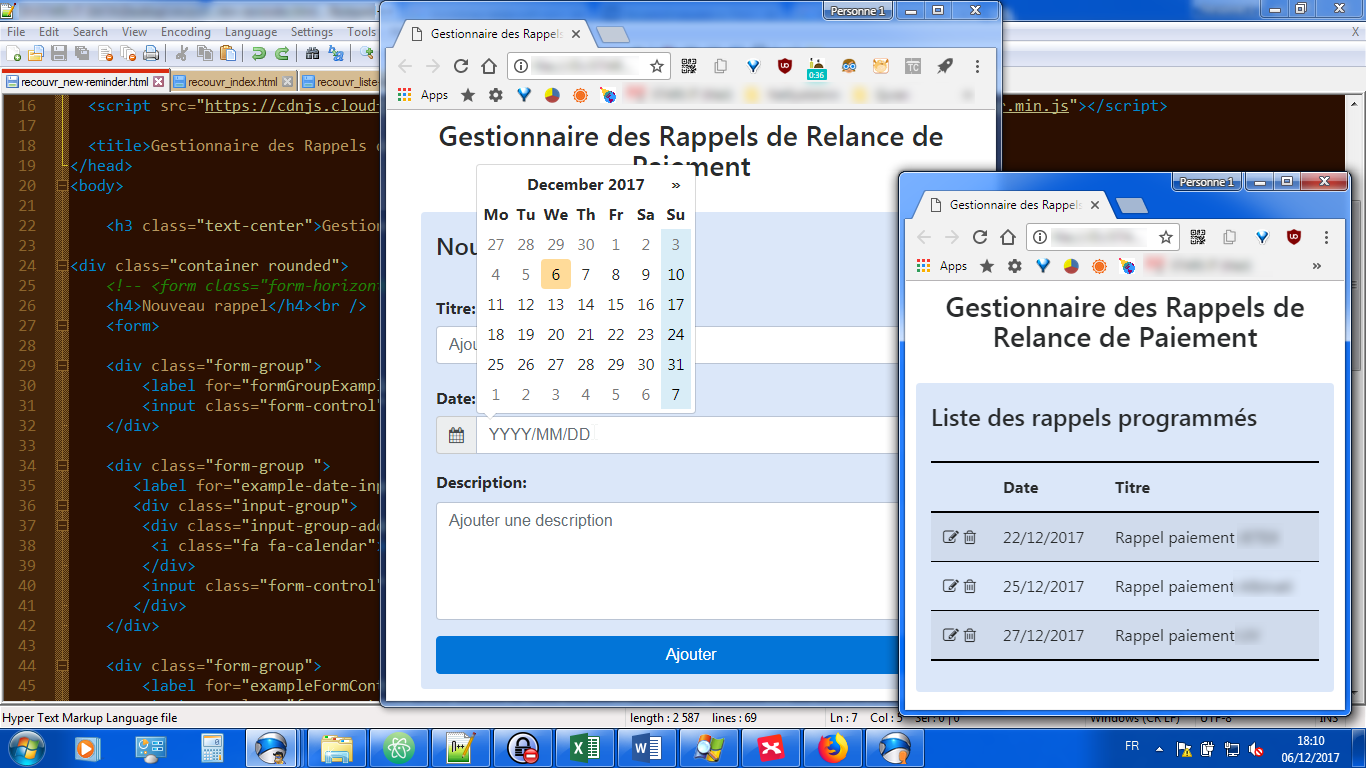 Personne 1
File Edit Search View Encoding Language Settings Tools
X
recouvr_new-reminder.html recouvr_index.html recouvr_liste
16 <script src="https://cdnjs.cloud r.min.js"></script>
17
18 <title>Gestionnaire des Rappels
19 </head>
20 <body>
21
22 <h3 class="text-center">Gestion
23
24 <div class="container rounded">
25 <!-- <form class="form-horizont
26 <h4>Nouveau rappel</h4><br />
27 <form>
28
29 <div class="form-group">
30 <label for="formGroupExampl
31 <input class="form-control"
32 </div>
33
34 <div class="form-group ">
35 <label for="example-date-inp
36 <div class="input-group">
37 <div class="input-group-add
38 <i class="fa fa-calendar"
39 </div>
40 <input class="form-control"
41 </div>
42 </div>
43
44 <div class="form-group">
45 <label for="exampleFormCont
Hyper Text Markup Language file length : 2 587 lines : 69 Ln : 7 Col : 5 Sel : 0 | 0 Windows (CR LF) UTF-8 INS
Gestionnaire des Rappels
0:36
Apps
Gestionnaire des Rappels de Relance de
Paiement
Nou
Titre:
Ajou
December 2017 »
Mo Tu We Th Fr Sa Su
27 28 29 30 1 2 3
4 5 6 7 8 9 10
11 12 13 14 15 16 17
18 19 20 21 22 23 24
25 26 27 28 29 30 31
1 2 3 4 5 6 7
Date:
YYYY/MM/DD
Description:
Ajouter une description
Ajouter
Personne 1
Gestionnaire des Rappels
TC
Apps »
Gestionnaire des Rappels de
Relance de Paiement
Liste des rappels programmés
Date Titre
22/12/2017 Rappel paiement
25/12/2017 Rappel paiement
27/12/2017 Rappel paiement
FR 18:10
06/12/2017